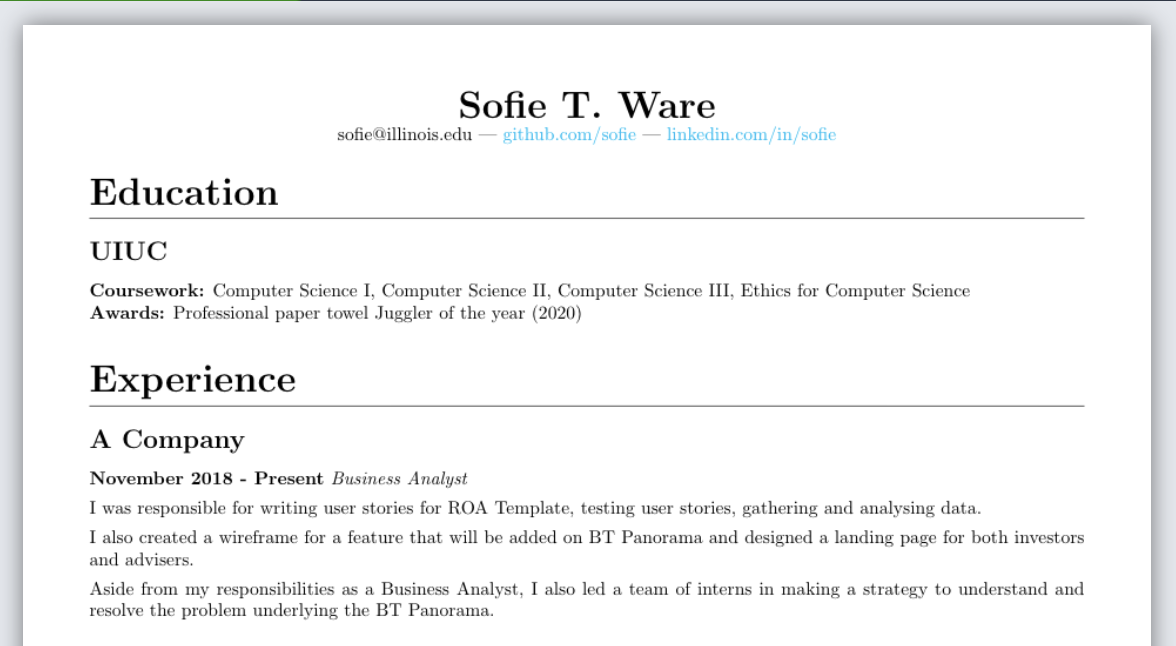 Sofie T. Ware
sofie@illinois.edu — github.com/sofie — linkedin.com/in/sofie
Education
UIUC
Coursework: Computer Science I, Computer Science II, Computer Science III, Ethics for Computer Science
Awards: Professional paper towel Juggler of the year (2020)
Experience
A Company
November 2018 - Present Business Analyst
I was responsible for writing user stories for ROA Template, testing user stories, gathering and analysing data.
I also created a wireframe for a feature that will be added on BT Panorama and designed a landing page for both investors
and advisers.
Aside from my responsibilities as a Business Analyst, I also led a team of interns in making a strategy to understand and
resolve the problem underlying the BT Panorama.